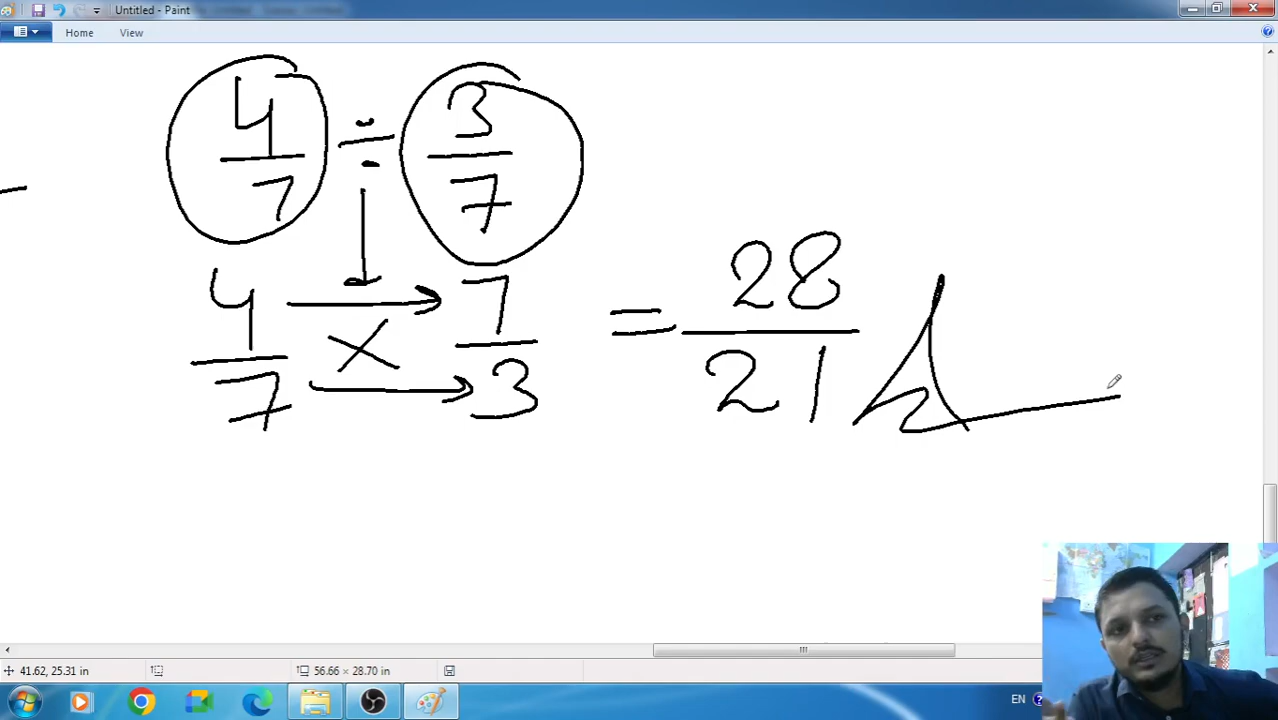 Untitled - Paint
Home View
4/7 ÷ 3/7
4/7 × 7/3 = 28/21
41.62, 25.31 in
56.66 × 28.70 in
EN